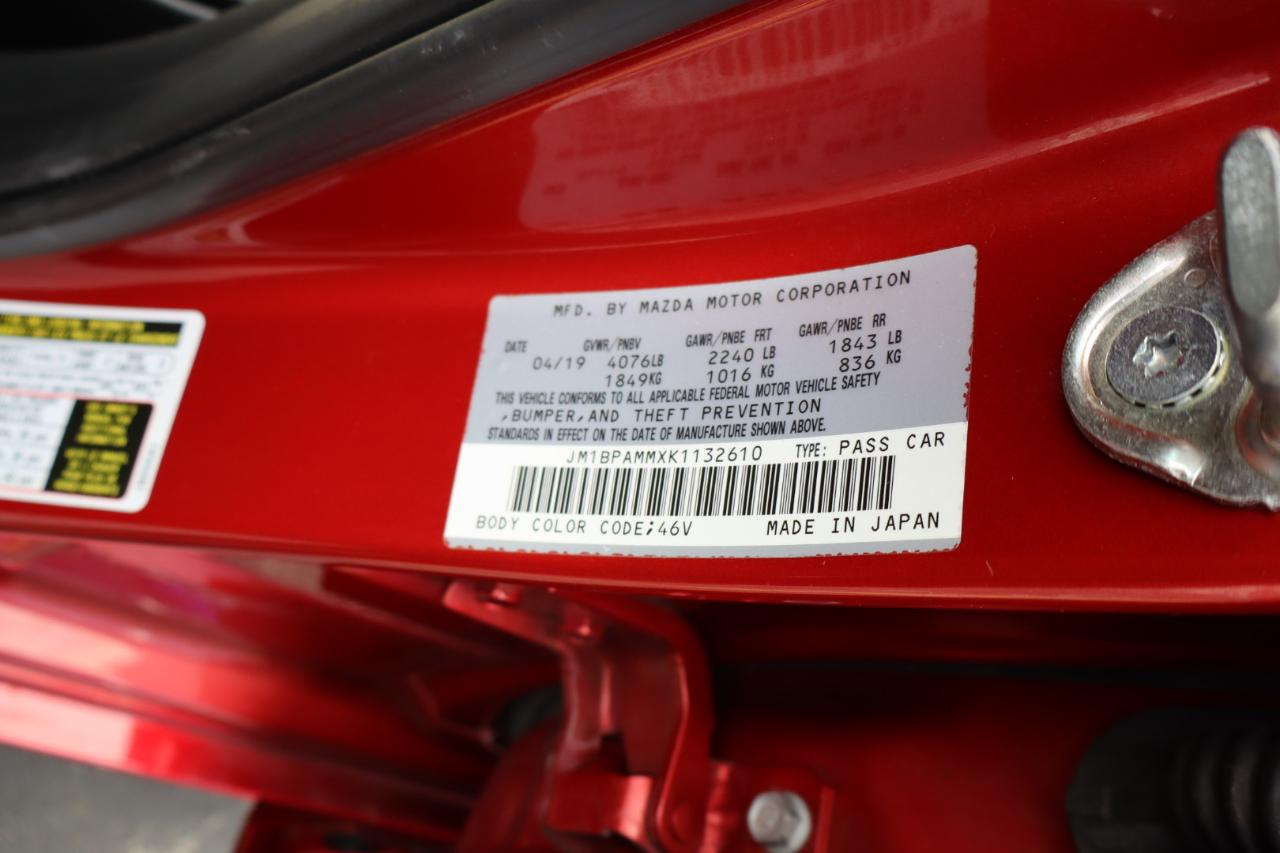 MFD. BY MAZDA MOTOR CORPORATION
DATE GVWR/PNBV GAWR/PNBE FRT GAWR/PNBE RR
04/19 4076LB 2240 LB 1843 LB
1849KG 1016 KG 836 KG
THIS VEHICLE CONFORMS TO ALL APPLICABLE FEDERAL MOTOR VEHICLE SAFETY
,BUMPER,AND THEFT PREVENTION
STANDARDS IN EFFECT ON THE DATE OF MANUFACTURE SHOWN ABOVE.
JM1BPAMMXK1132610 TYPE: PASS CAR
BODY COLOR CODE;46V MADE IN JAPAN